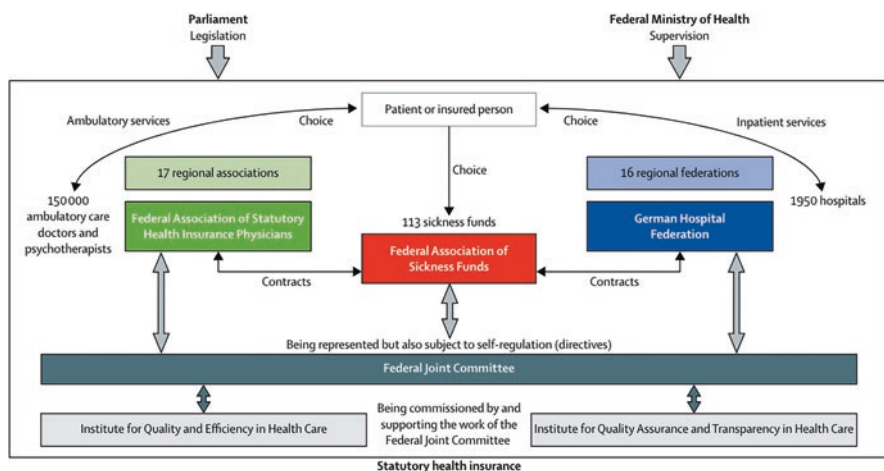 Parliament
Legislation
Federal Ministry of Health
Supervision
Ambulatory services
Choice
Patient or insured person
Choice
Inpatient services
Choice
17 regional associations
16 regional federations
150 000
ambulatory care
doctors and
psychotherapists
Federal Association of Statutory
Health Insurance Physicians
113 sickness funds
Federal Association of
Sickness Funds
German Hospital
Federation
1950 hospitals
Contracts
Contracts
Being represented but also subject to self-regulation (directives)
Federal Joint Committee
Institute for Quality and Efficiency in Health Care
Being commissioned by and
supporting the work of the
Federal Joint Committee
Institute for Quality Assurance and Transparency in Health Care
Statutory health insurance